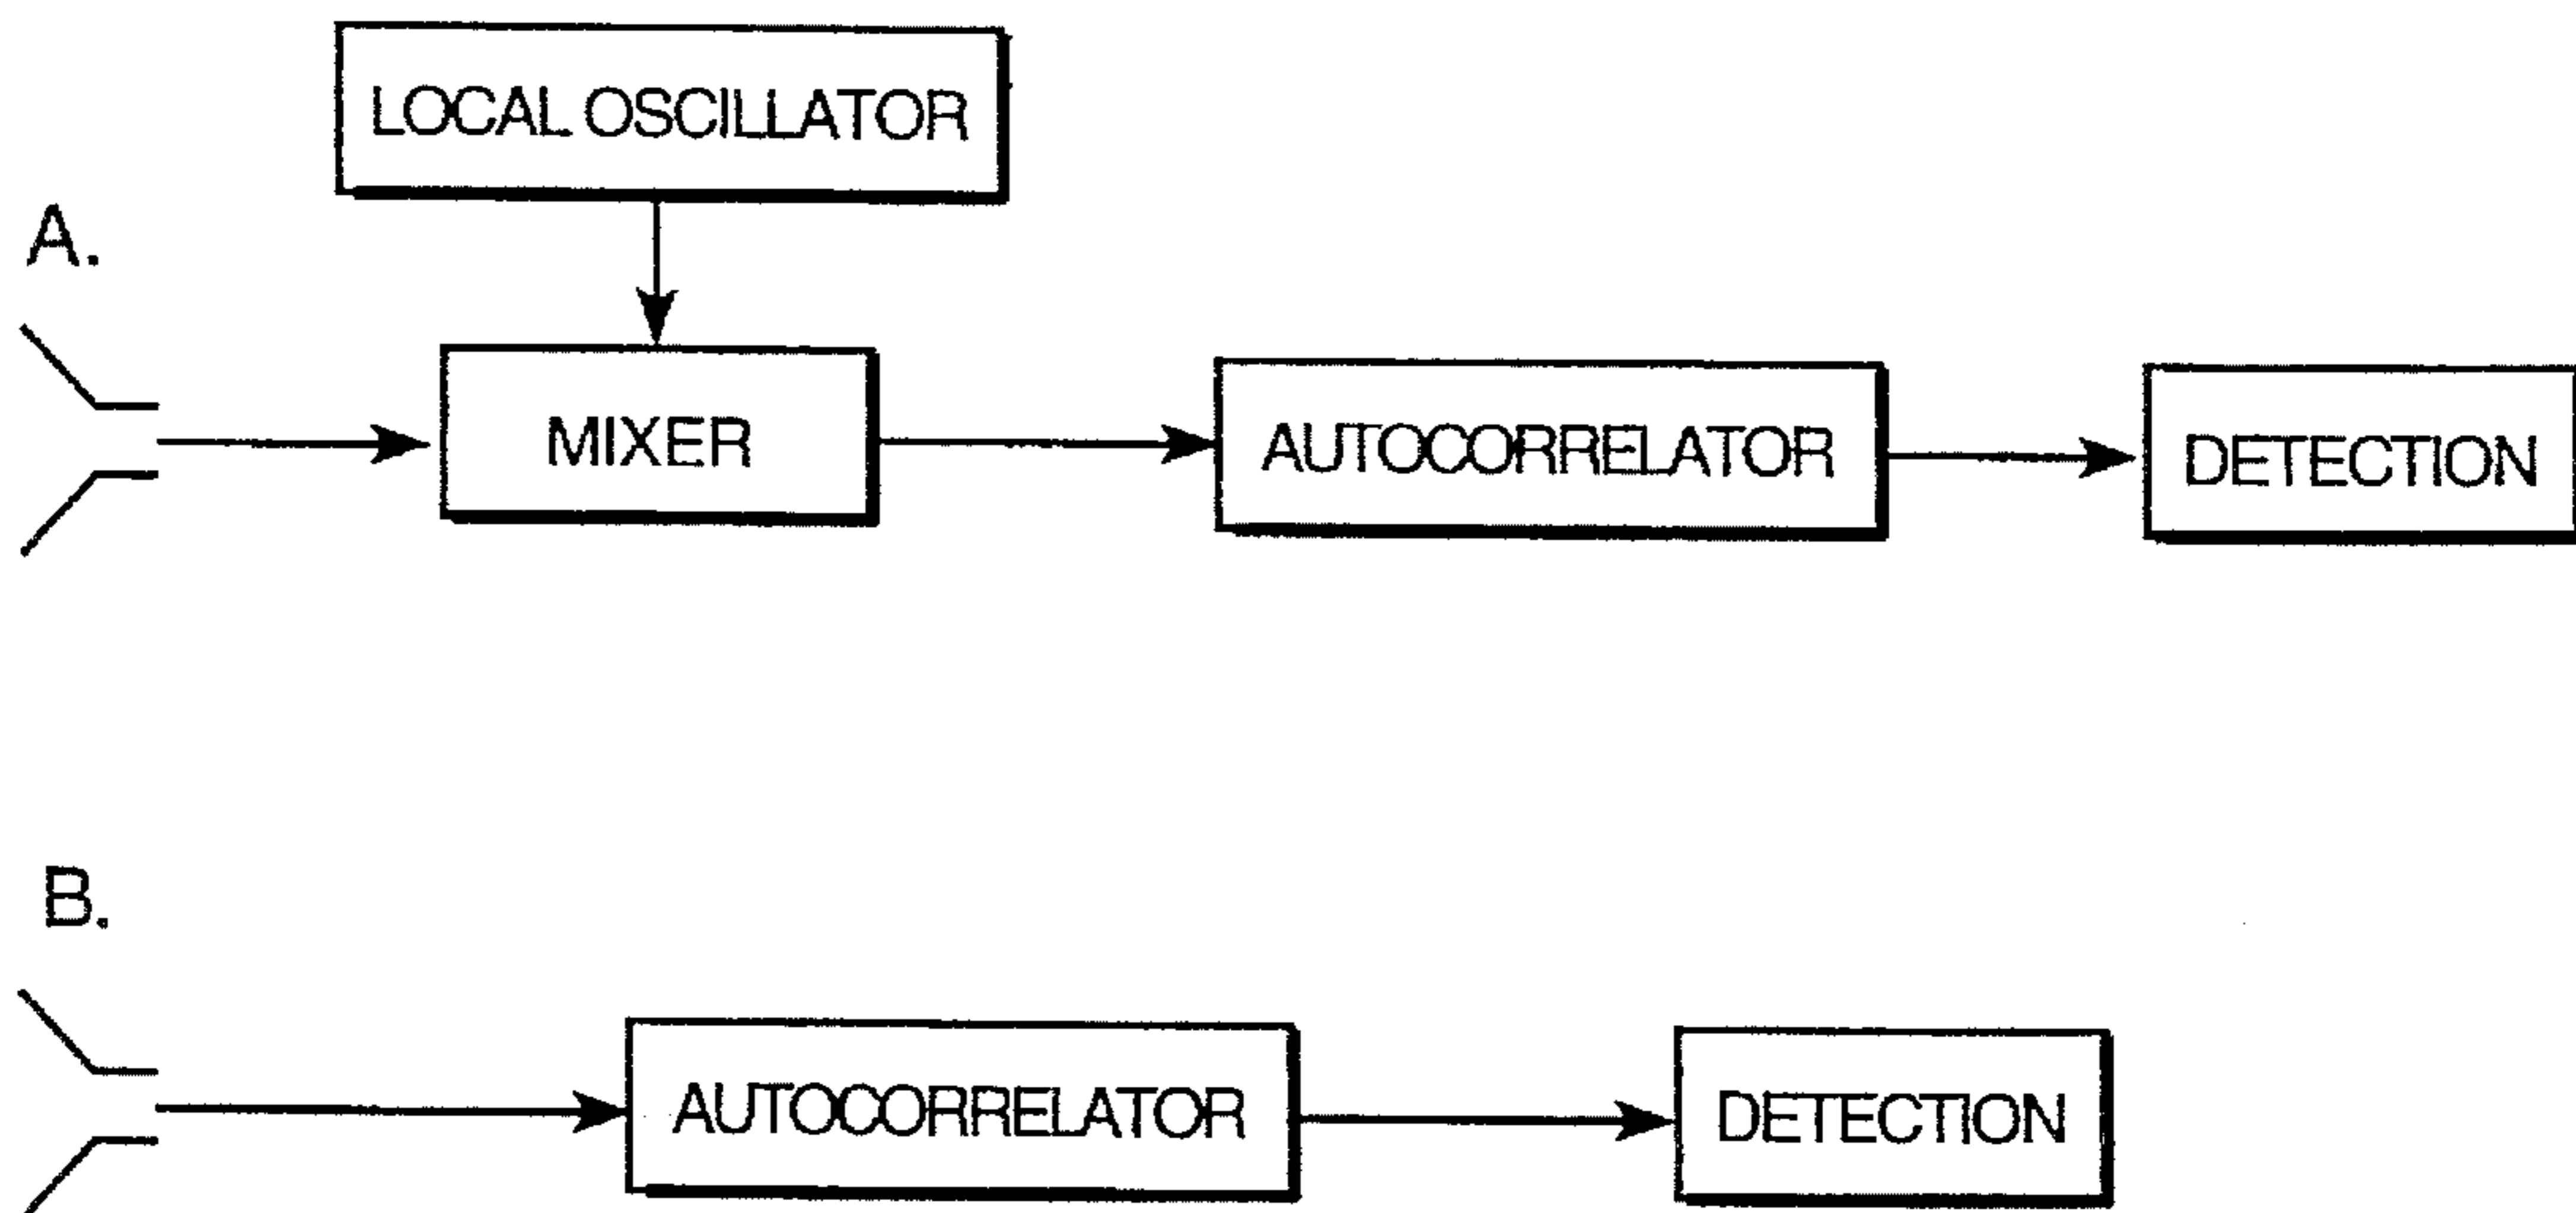 LOCAL OSCILLATOR
A.
MIXER
AUTOCORRELATOR
DETECTION
B.
AUTOCORRELATOR
DETECTION